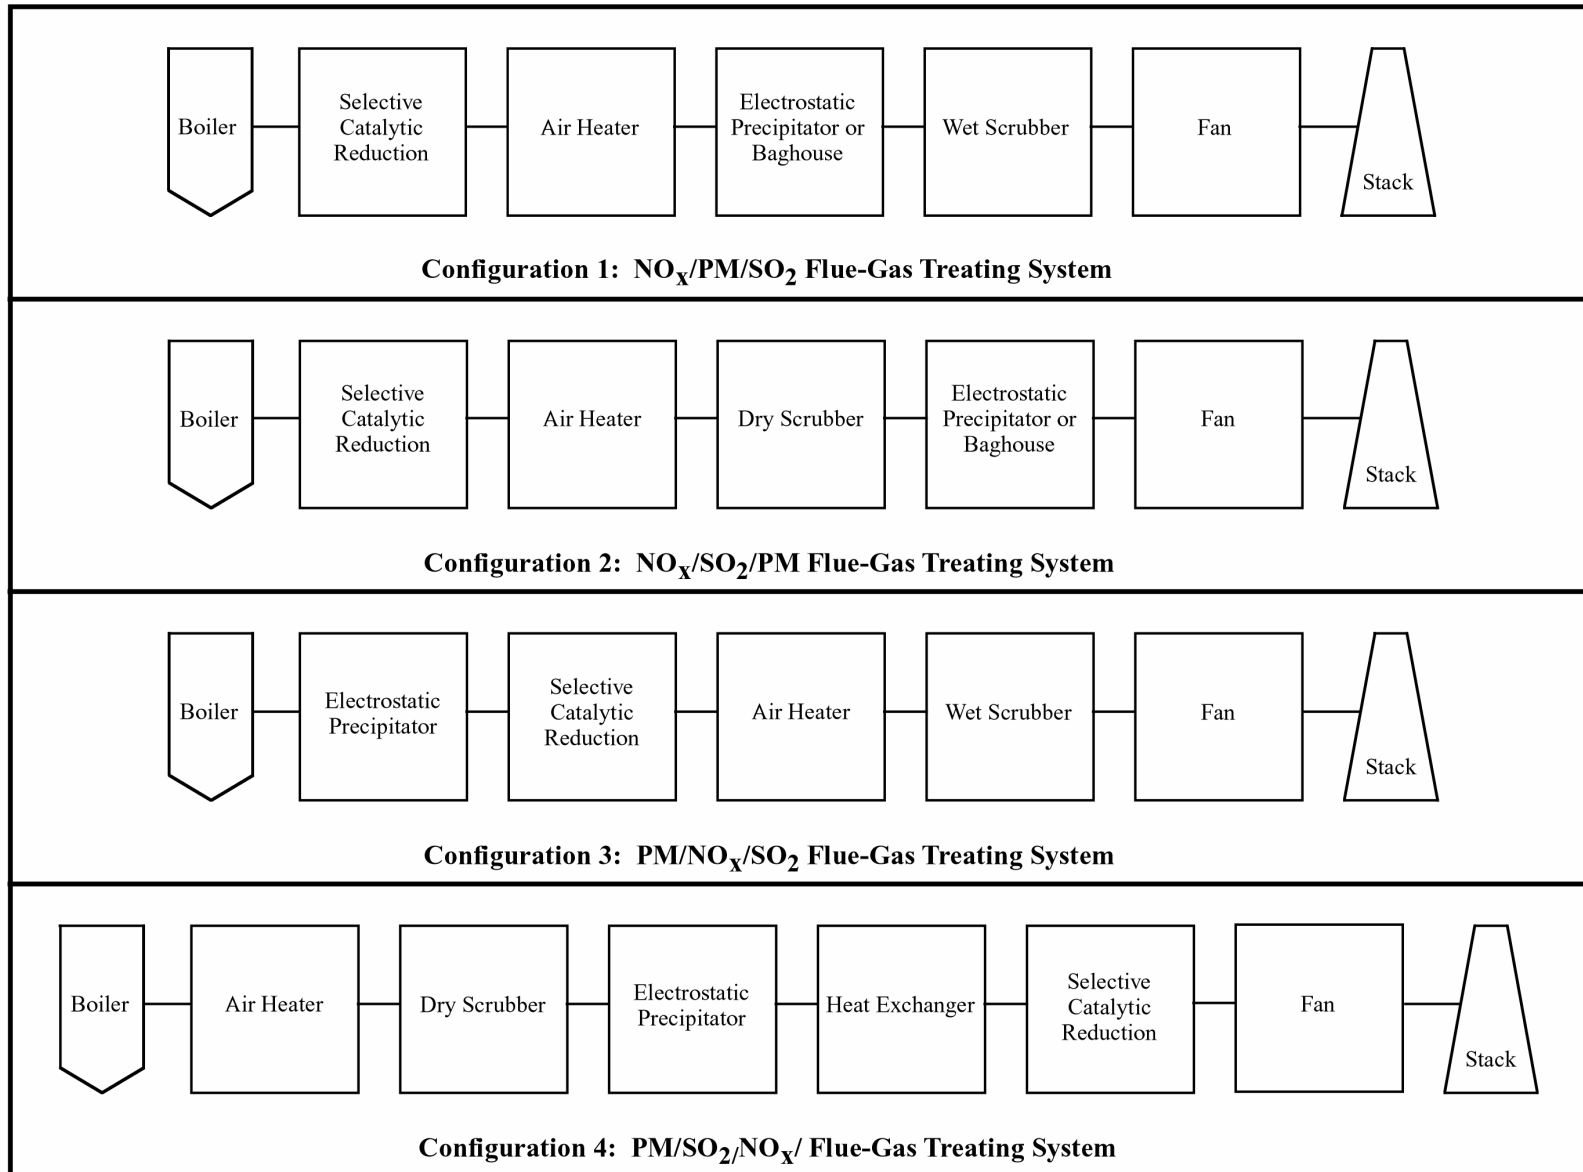 Boiler
Selective
Catalytic
Reduction
Air Heater
Electrostatic
Precipitator or
Baghouse
Wet Scrubber
Fan
Stack
Configuration 1: NOx/PM/SO2 Flue-Gas Treating System
Boiler
Selective
Catalytic
Reduction
Air Heater
Dry Scrubber
Electrostatic
Precipitator or
Baghouse
Fan
Stack
Configuration 2: NOx/SO2/PM Flue-Gas Treating System
Boiler
Electrostatic
Precipitator
Selective
Catalytic
Reduction
Air Heater
Wet Scrubber
Fan
Stack
Configuration 3: PM/NOx/SO2 Flue-Gas Treating System
Boiler
Air Heater
Dry Scrubber
Electrostatic
Precipitator
Heat Exchanger
Selective
Catalytic
Reduction
Fan
Stack
Configuration 4: PM/SO2/NOx/ Flue-Gas Treating System